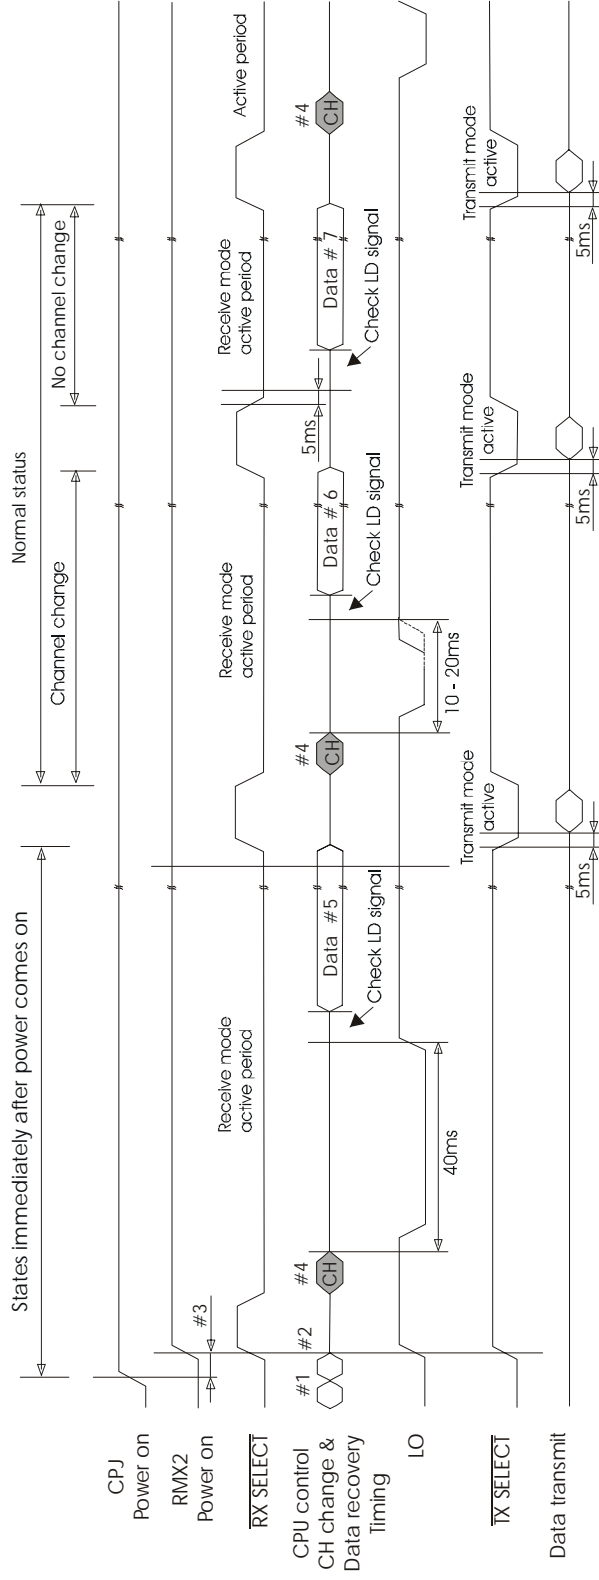 States immediately after power comes on
Normal status
Channel change
No channel change
CPJ
Power on
RMX2
Power on
#3
RX SELECT
Receive mode
active period
Receive mode
active period
Receive mode
active period
Active period
CPU control
CH change &
Data recovery
Timing
#1
#2
#4
CH
Data #5
#4
CH
Data # 6
5ms
Data # 7
#4
CH
Check LD signal
Check LD signal
Check LD signal
LO
40ms
10 - 20ms
TX SELECT
Transmit mode
active
Transmit mode
active
Transmit mode
active
Data transmit
5ms
5ms
5ms